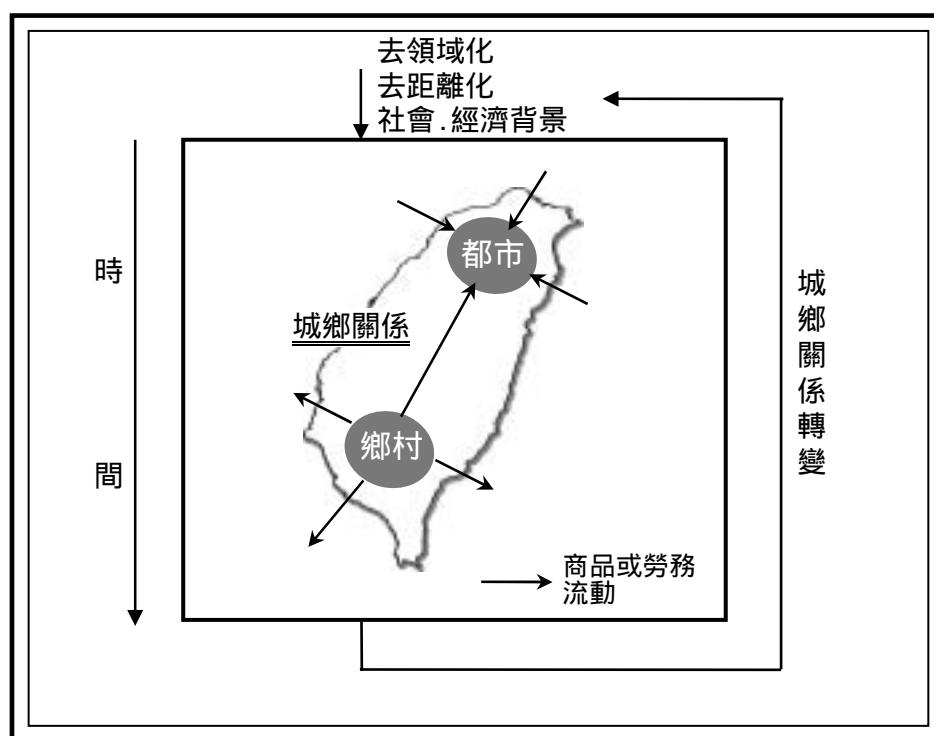 去領域化
去距離化
社會.經濟背景
都市
時
間
城鄉關係
鄉村
商品或勞務
流動
城鄉關係轉變